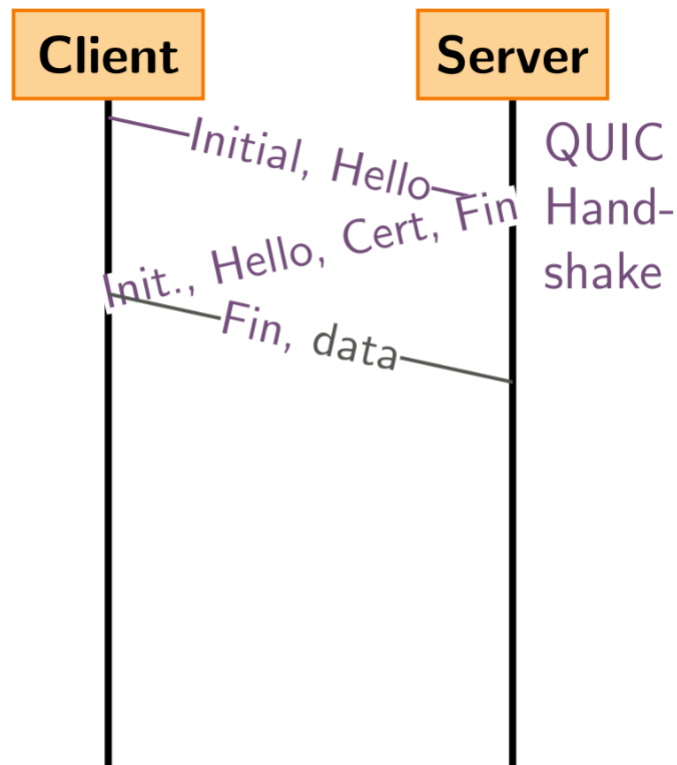 Client
Server
Initial, Hello
QUIC
Hand-
shake
Init., Hello, Cert, Fin
Fin, data